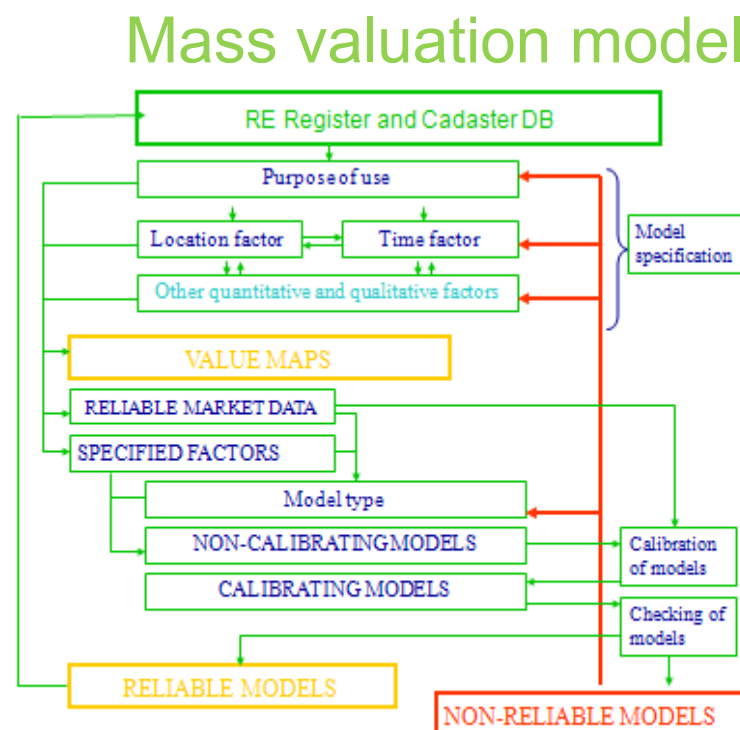 Mass valuation model
RE Register and Cadaster DB
Purpose of use
Location factor
Time factor
Model
specification
Other quantitative and qualitative factors
VALUE MAPS
RELIABLE MARKET DATA
SPECIFIED FACTORS
Model type
NON-CALIBRATING MODELS
Calibration
of models
CALIBRATING MODELS
Checking of
models
RELIABLE MODELS
NON-RELIABLE MODELS